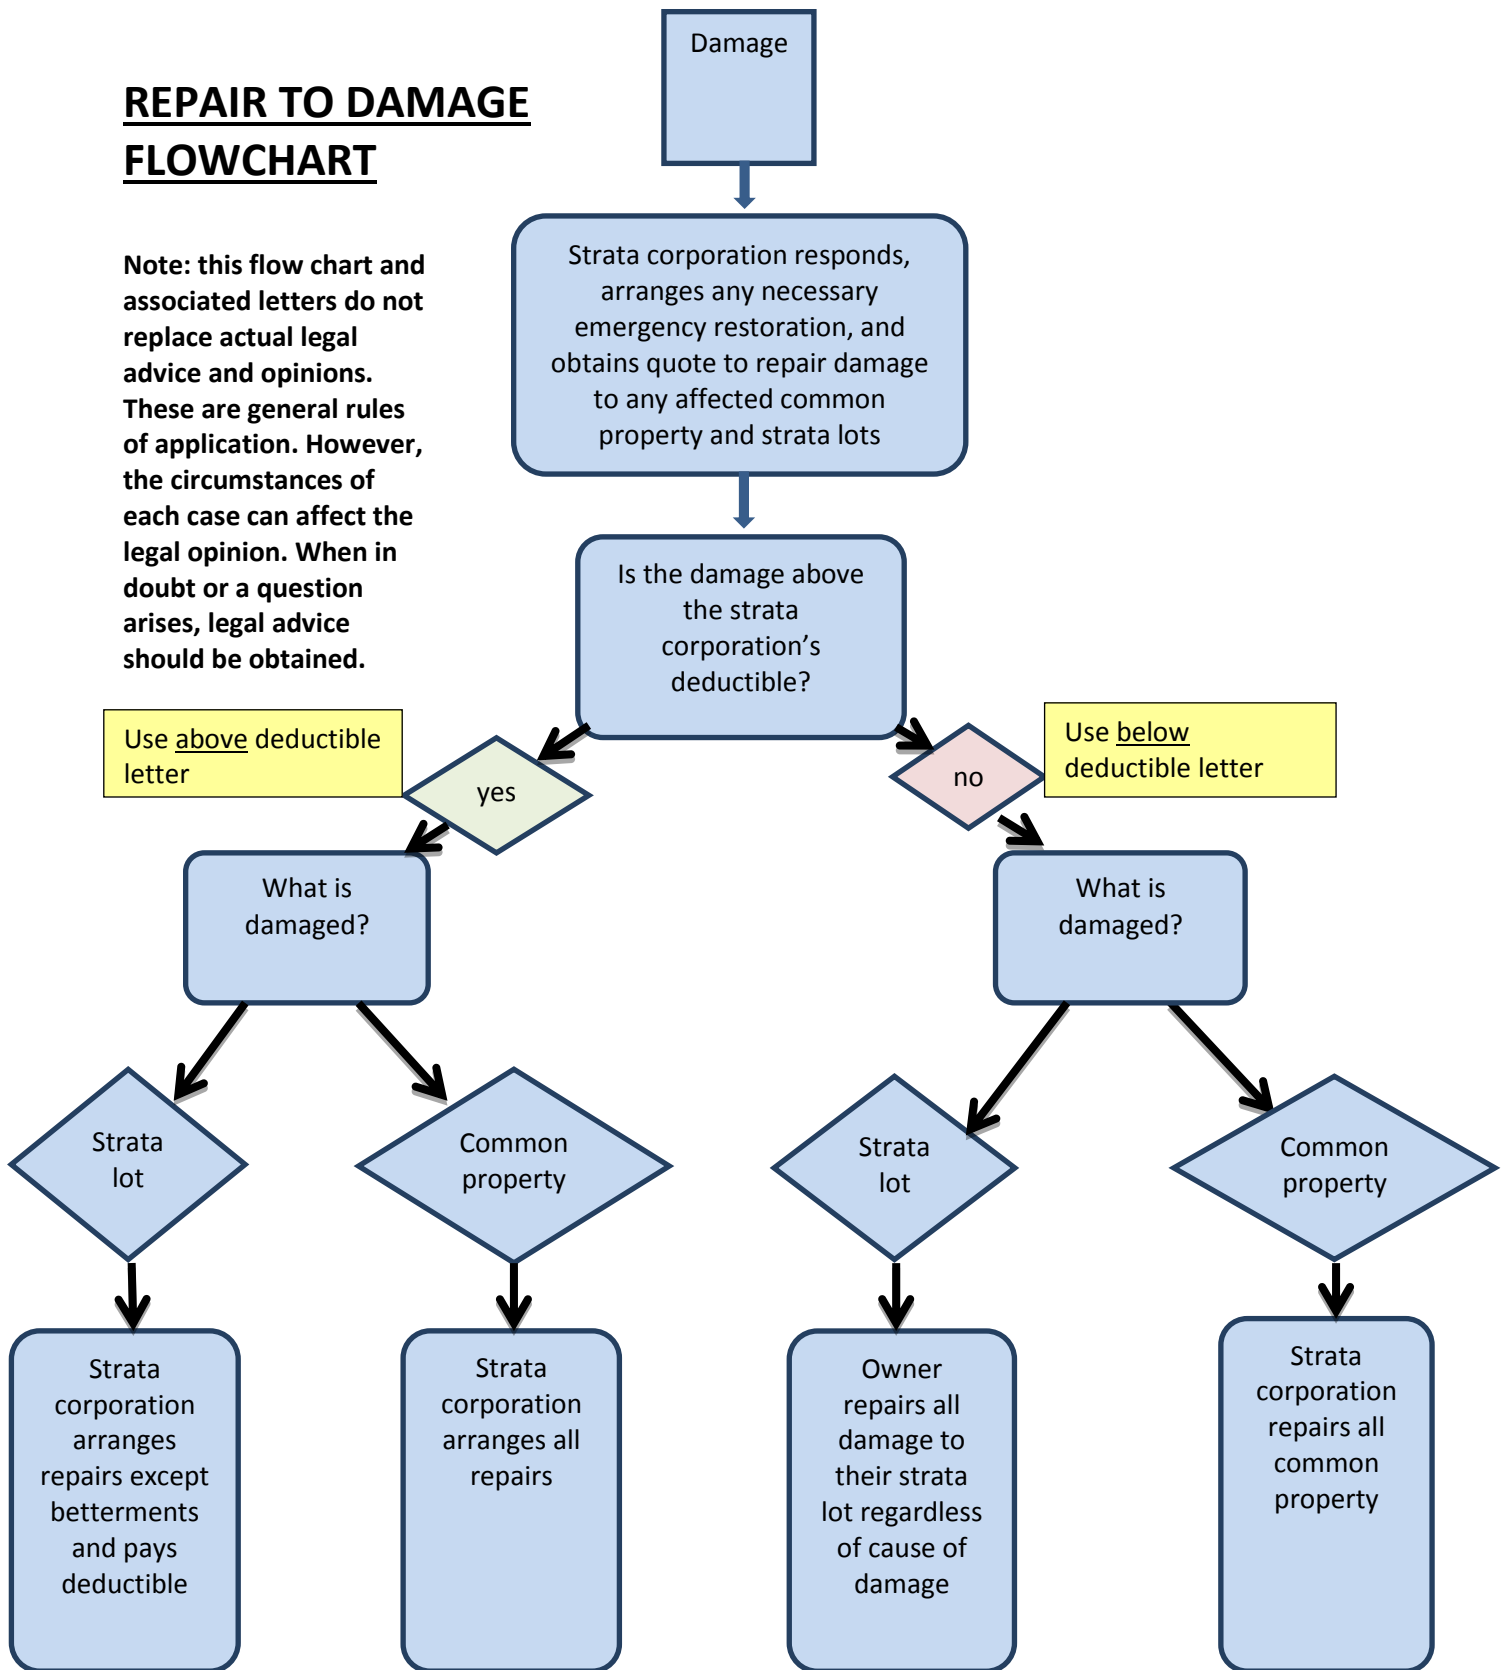 Damage
REPAIR TO DAMAGE
FLOWCHART
Note: this flow chart and
associated letters do not
replace actual legal
advice and opinions.
These are general rules
of application. However,
the circumstances of
each case can affect the
legal opinion. When in
doubt or a question
arises, legal advice
should be obtained.
Strata corporation responds,
arranges any necessary
emergency restoration, and
obtains quote to repair damage
to any affected common
property and strata lots
Is the damage above
the strata
corporation’s
deductible?
Use above deductible
letter
yes
no
Use below
deductible letter
What is
damaged?
What is
damaged?
Strata
lot
Common
property
Strata
lot
Common
property
Strata
corporation
arranges
repairs except
betterments
and pays
deductible
Strata
corporation
arranges all
repairs
Owner
repairs all
damage to
their strata
lot regardless
of cause of
damage
Strata
corporation
repairs all
common
property